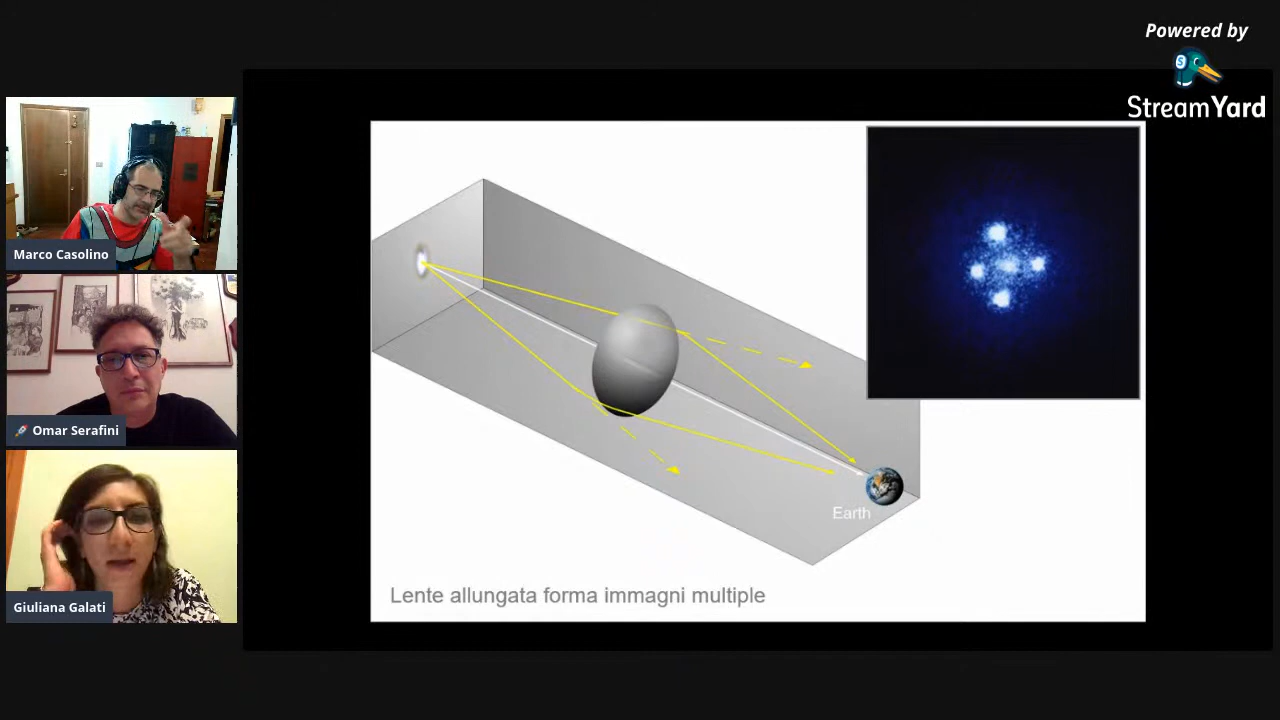 Powered by
StreamYard
Marco Casolino
Omar Serafini
Giuliana Galati
Earth
Lente allungata forma immagni multiple